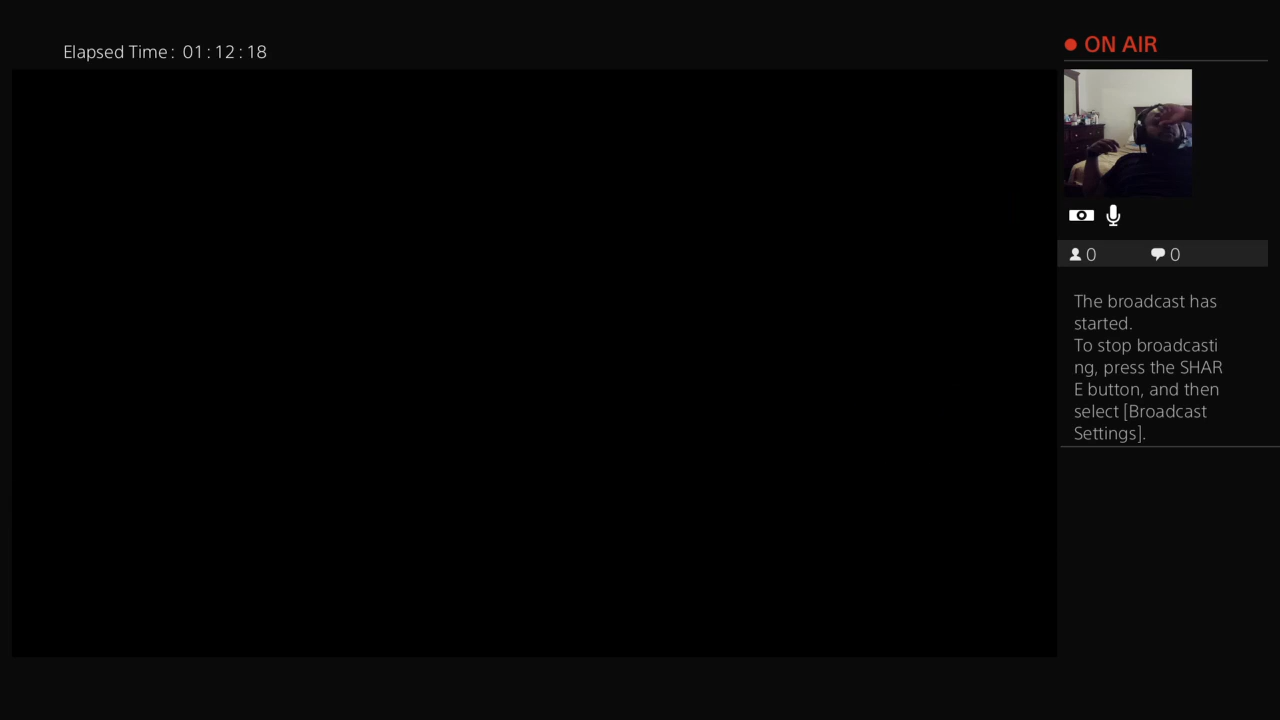 Elapsed Time: 01:12:18
ON AIR
0 0
The broadcast has
started.
To stop broadcasti
ng, press the SHAR
E button, and then
select [Broadcast
Settings].